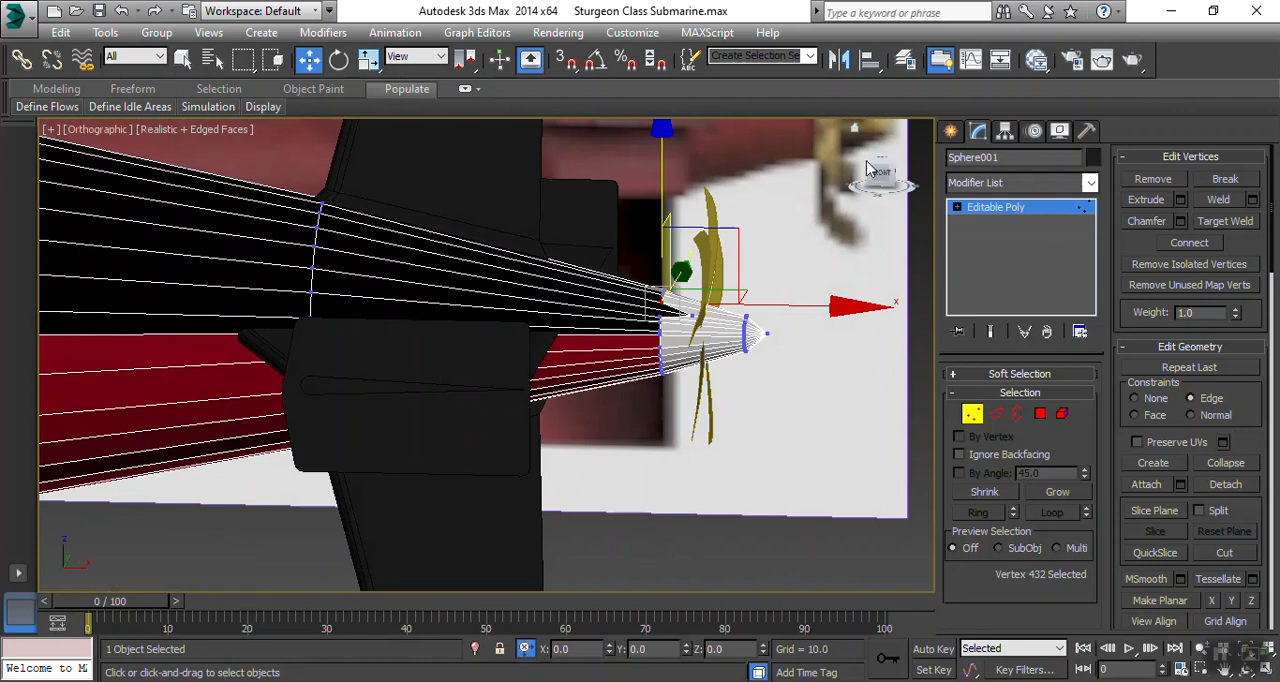 Workspace: Default
Autodesk 3ds Max 2014 x64
Sturgeon Class Submarine.max
Type a keyword or phrase
Edit Tools Group Views Create Modifiers Animation Graph Editors Rendering Customize MAXScript Help
All
View
3
Create Selection Se
Modeling Freeform Selection Object Paint Populate
Define Flows Define Idle Areas Simulation Display
[+] [Orthographic ] [Realistic + Edged Faces ]
x
z
x
Sphere001
Modifier List
Editable Poly
Soft Selection
Selection
By Vertex
Ignore Backfacing
By Angle: 45.0
Shrink Grow
Ring Loop
Preview Selection
Off SubObj Multi
Vertex 432 Selected
Edit Vertices
Remove Break
Extrude Weld
Chamfer Target Weld
Connect
Remove Isolated Vertices
Remove Unused Map Verts
Weight: 1.0
Edit Geometry
Repeat Last
Constraints
None Edge
Face Normal
Preserve UVs
Create Collapse
Attach Detach
Slice Plane Split
Slice Reset Plane
QuickSlice Cut
MSmooth Tessellate
Make Planar X Y Z
View Align Grid Align
0 / 100
10 20 30 40 50 60 70 80 90 100
1 Object Selected
X: 0.0 Y: 0.0 Z: 0.0 Grid = 10.0
Auto Key Selected
Welcome to M
Click or click-and-drag to select objects
Add Time Tag
Set Key Key Filters... 0